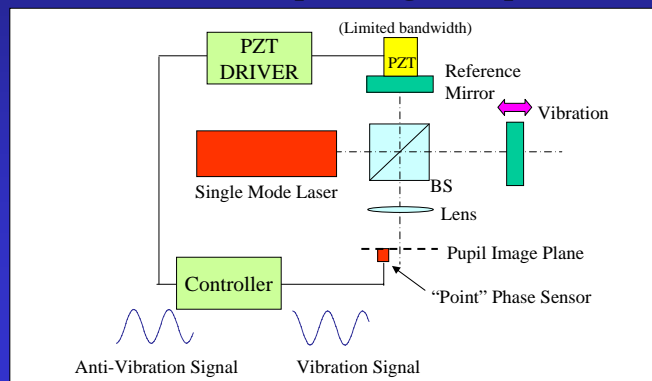 (Limited bandwidth)
PZT
DRIVER
PZT
Reference
Mirror
Vibration
Single Mode Laser
BS
Lens
Pupil Image Plane
Controller
“Point” Phase Sensor
Anti-Vibration Signal
Vibration Signal